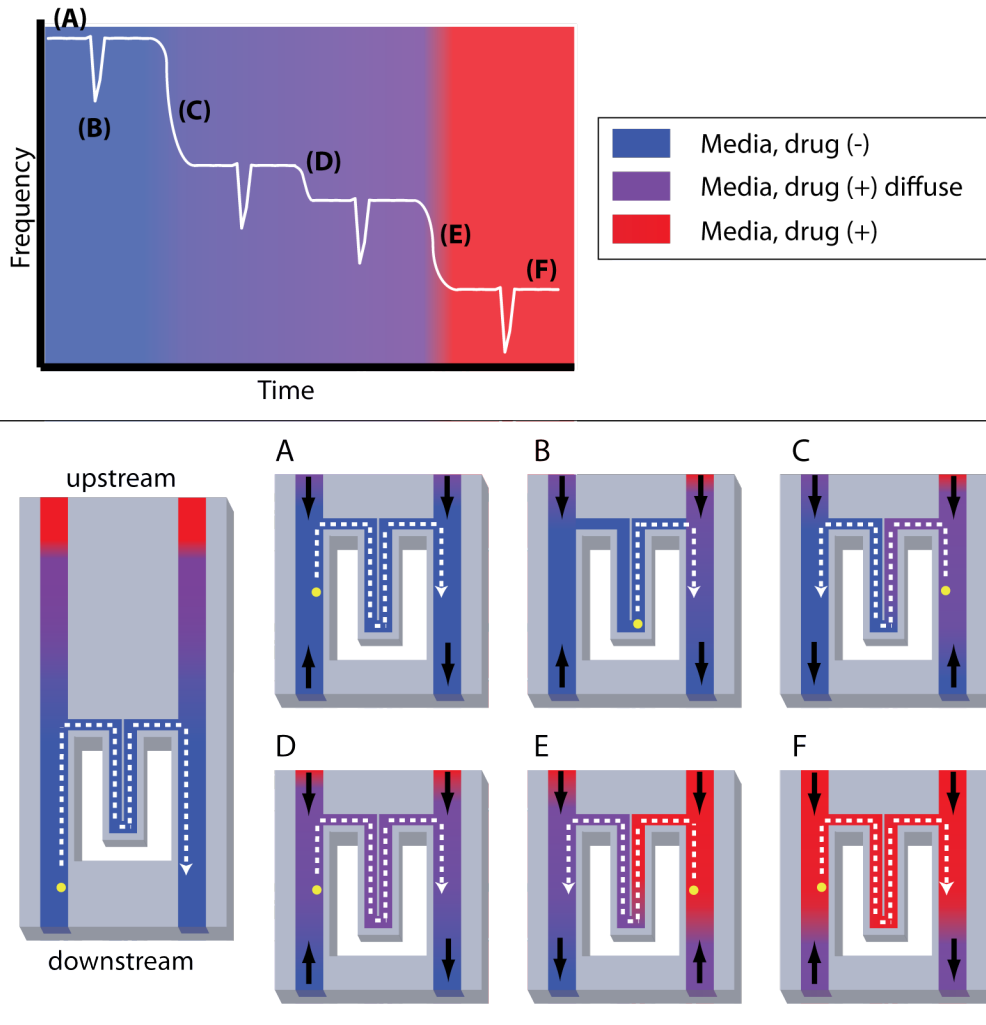 (A)
(B)
(C)
(D)
(E)
(F)
Frequency
Time
Media, drug (-)
Media, drug (+) diffuse
Media, drug (+)
upstream
downstream
A
B
C
D
E
F